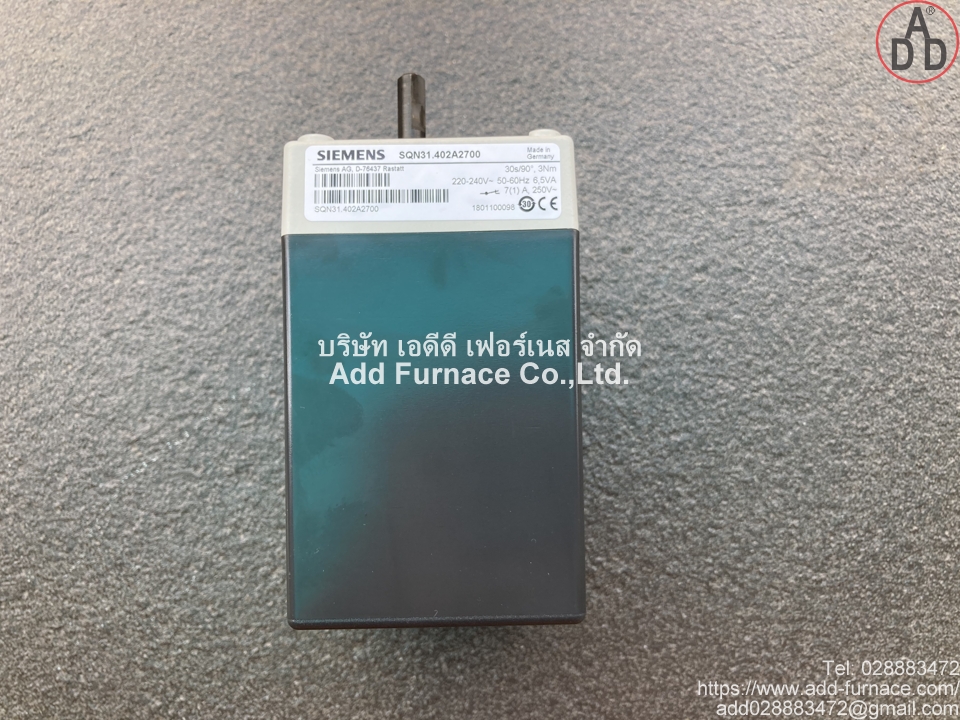 ADD®
SIEMENS SQN31.402A2700 Made in Germany
Siemens AG, D-76437 Rastatt 30s/90°, 3Nm
220-240V~ 50-60Hz 6,5VA
7(1) A, 250V~
SQN31.402A2700 1801100098 30 CE
บริษัท เอดีดี เฟอร์เนส จำกัด
Add Furnace Co.,Ltd.
Tel. 028883472
https://www.add-furnace.com/
add028883472@gmail.com